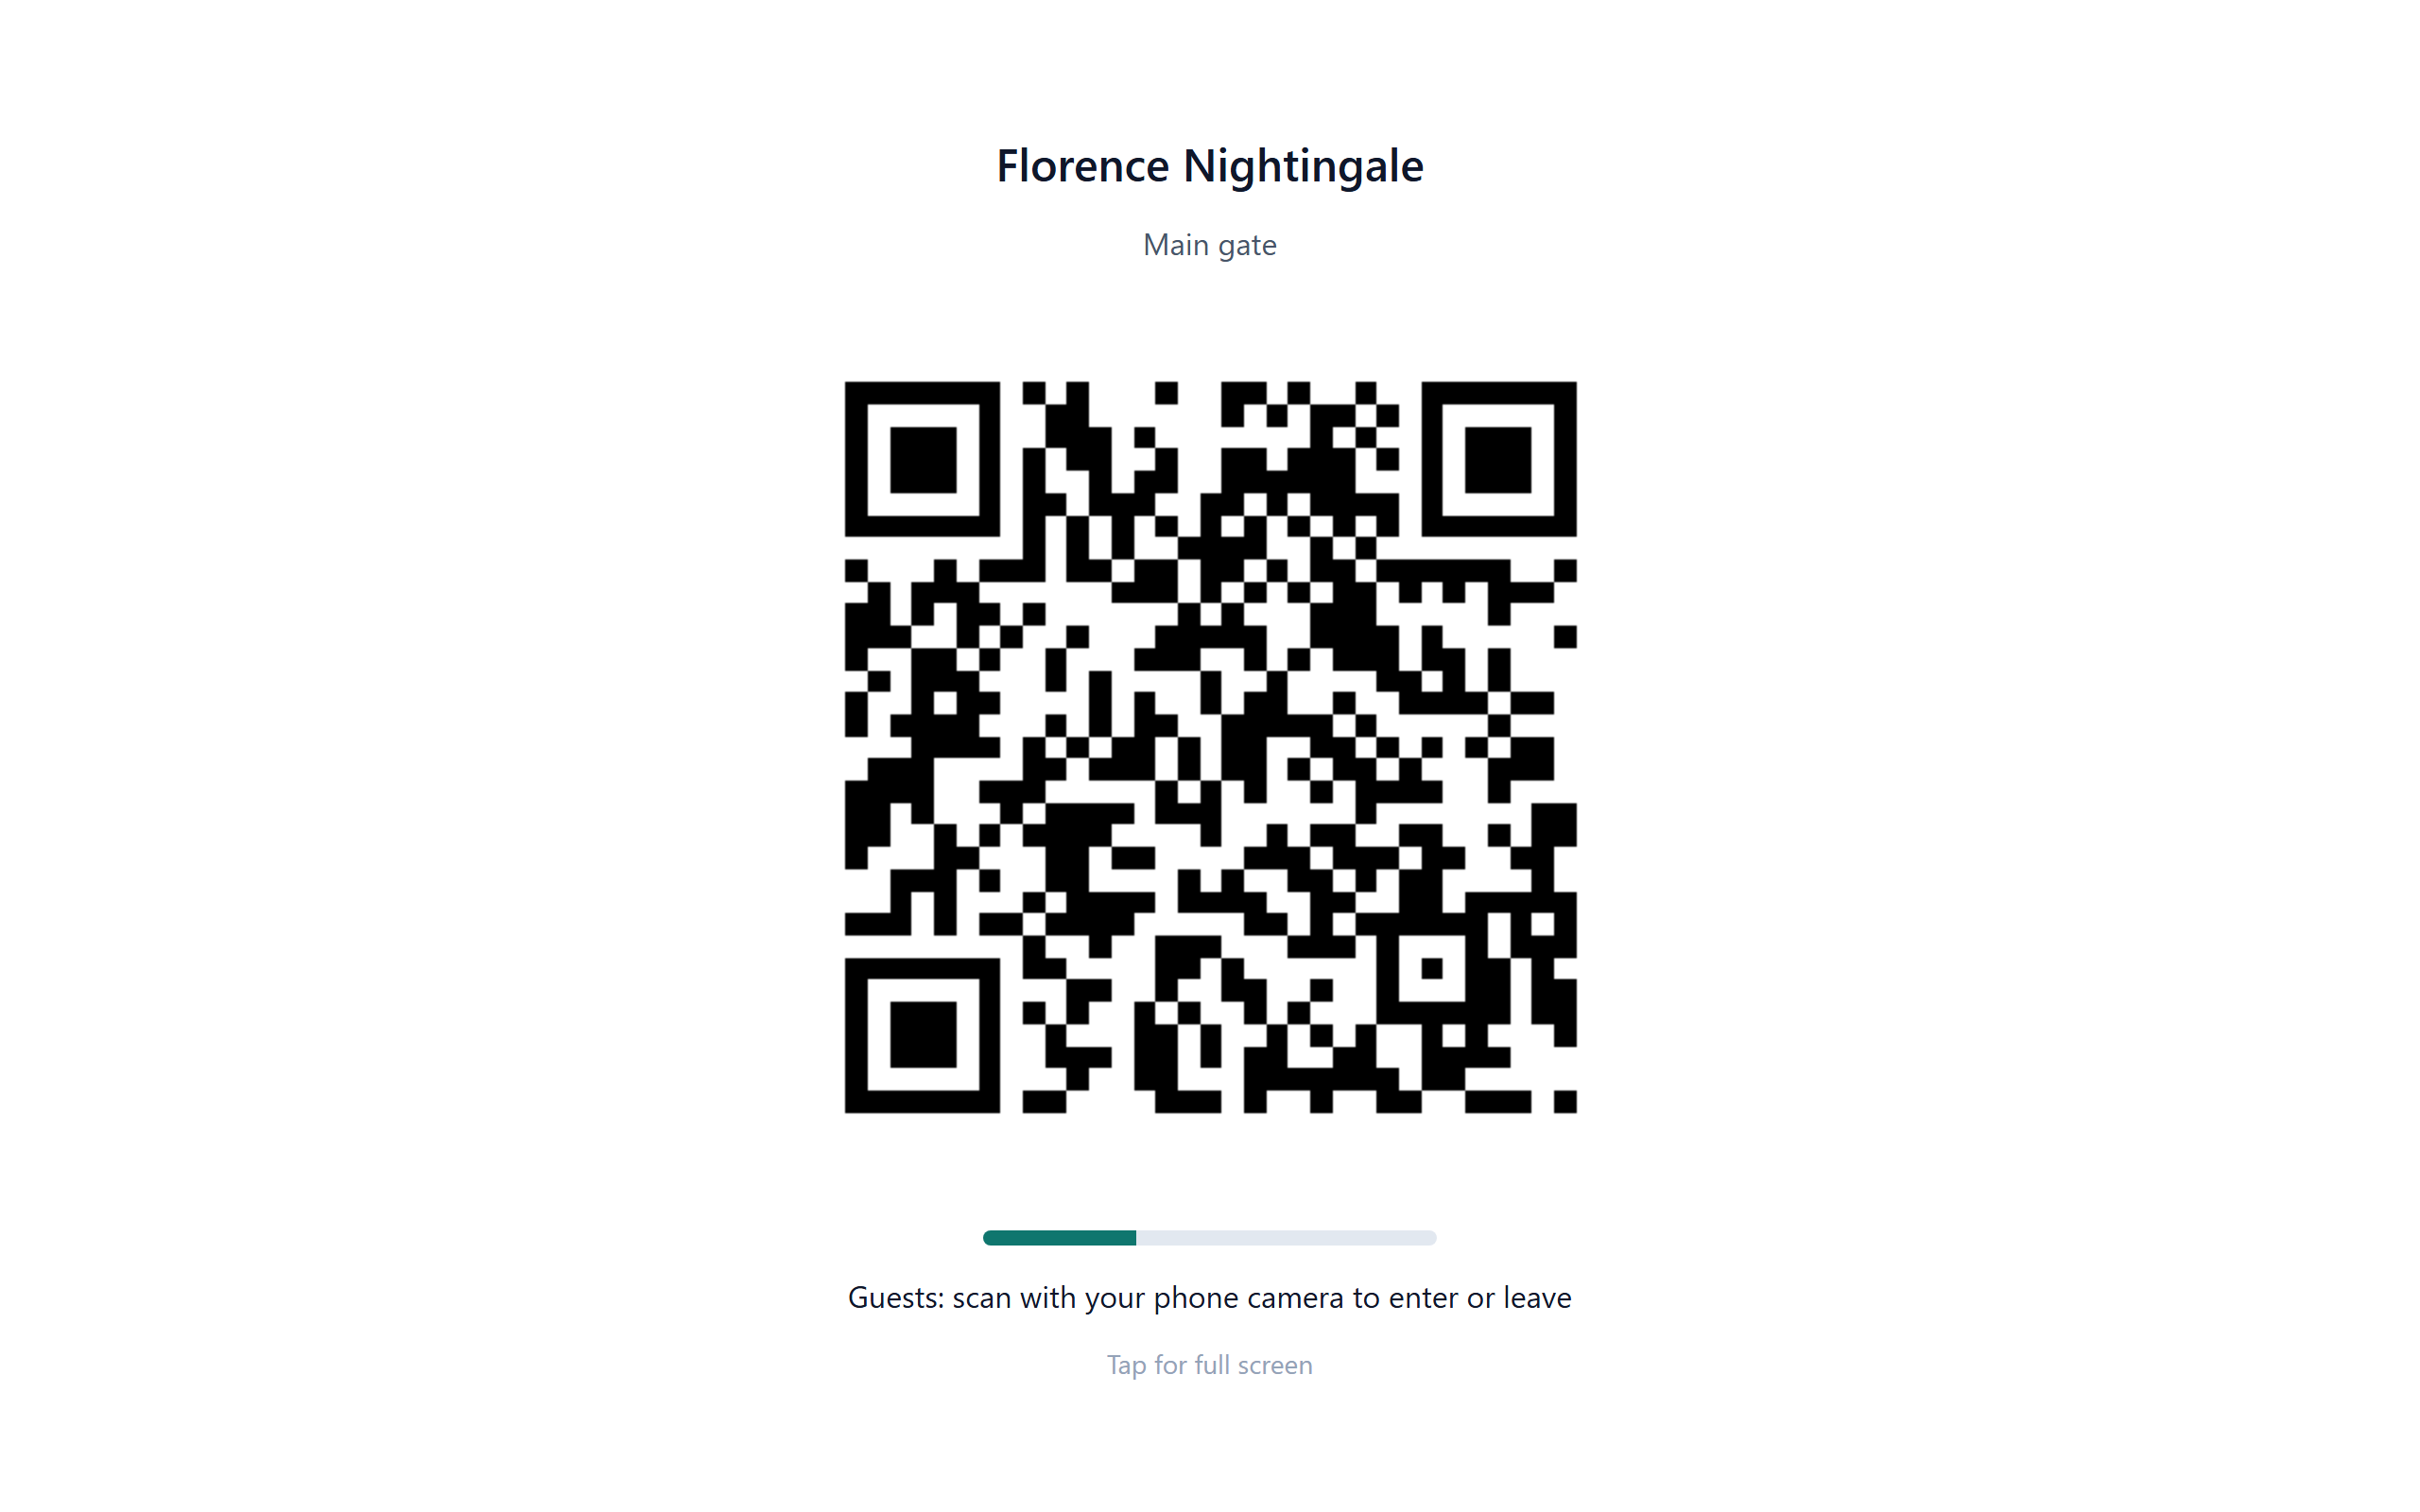 Florence Nightingale
Main gate
Guests: scan with your phone camera to enter or leave
Tap for full screen